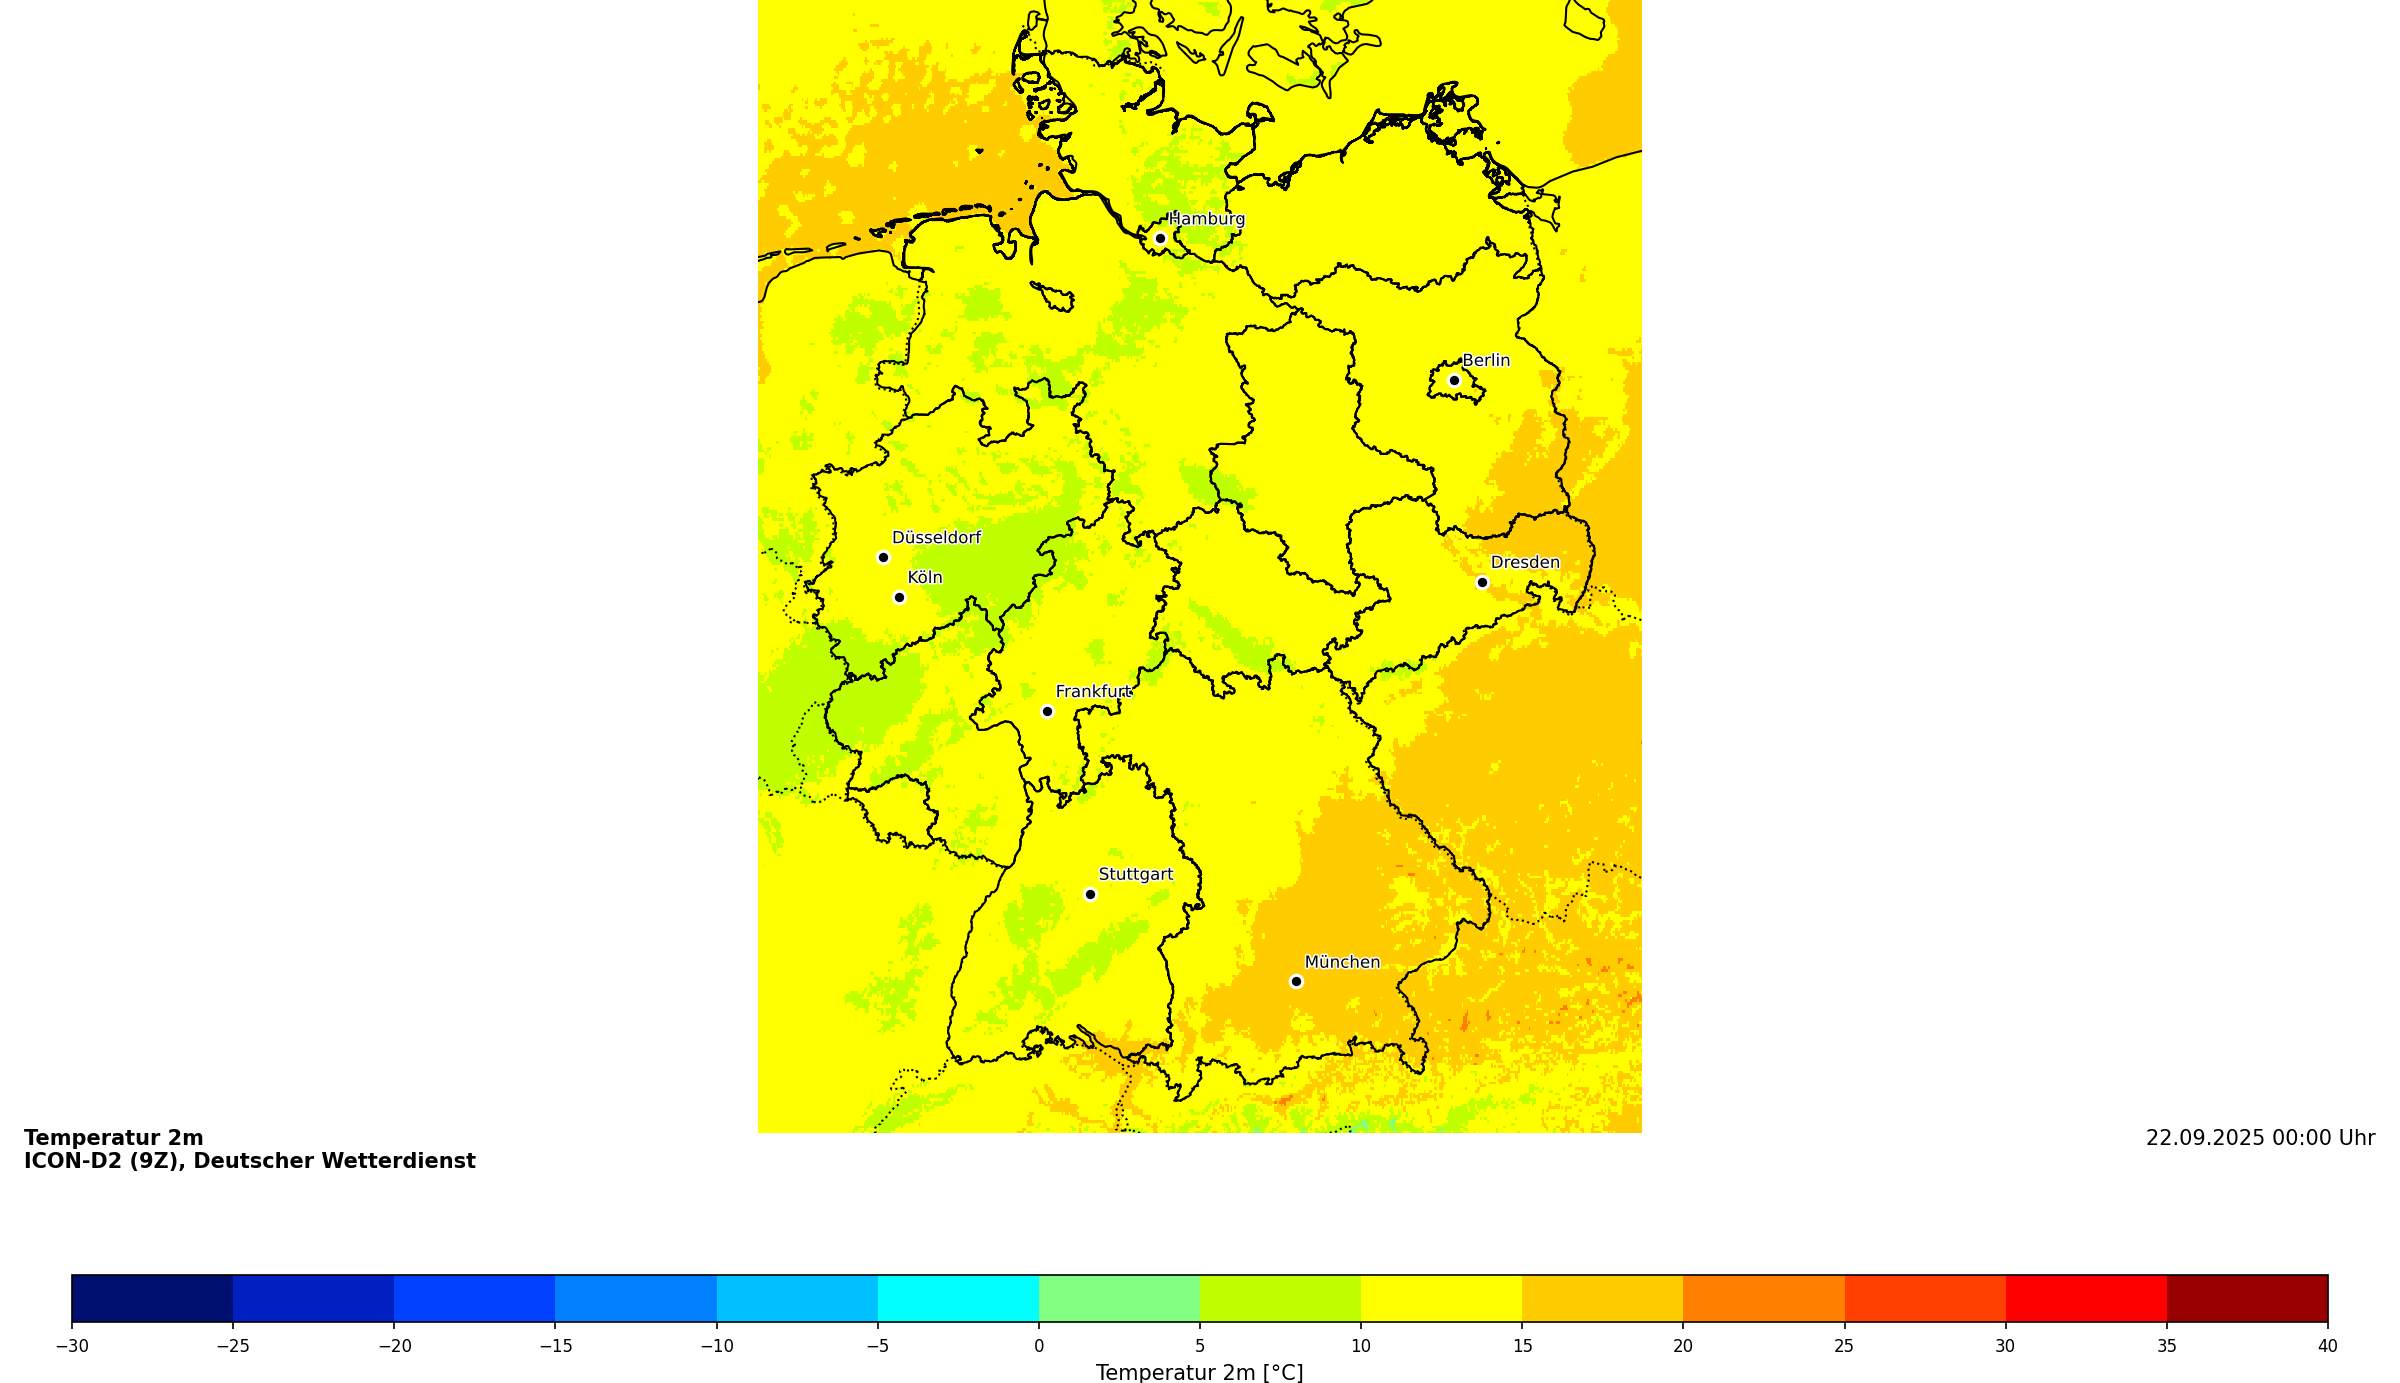 Hamburg
Berlin
Düsseldorf
Köln
Dresden
Frankfurt
Stuttgart
München
Temperatur 2m
ICON-D2 (9Z), Deutscher Wetterdienst
22.09.2025 00:00 Uhr
−30 −25 −20 −15 −10 −5 0 5 10 15 20 25 30 35 40
Temperatur 2m [°C]